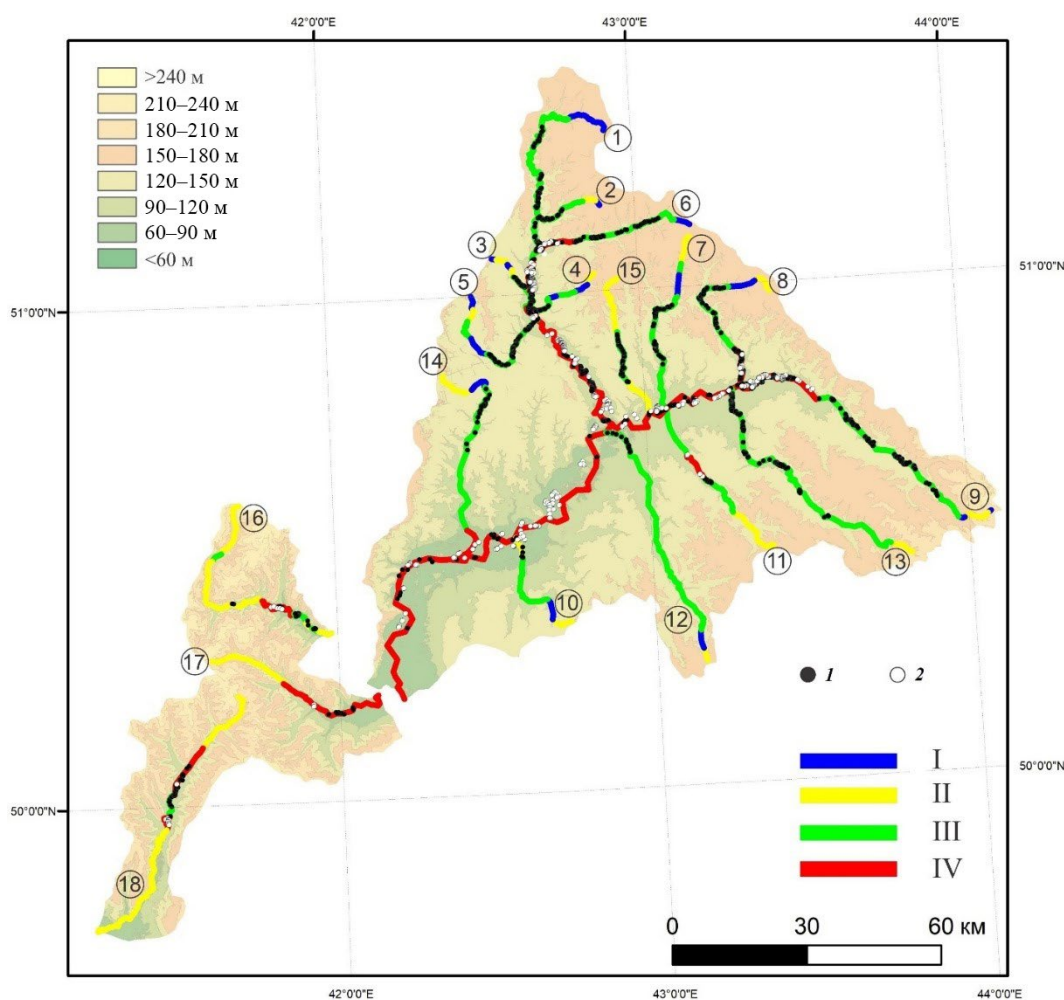 42°0'0"E
43°0'0"E
44°0'0"E
>240 м
210–240 м
180–210 м
150–180 м
120–150 м
90–120 м
60–90 м
<60 м
1
2
6
3
7
4
15
8
5
51°0'0"N
51°0'0"N
14
9
16
11
13
10
12
17
1
2
I
50°0'0"N
II
50°0'0"N
III
IV
18
0
30
60 км
42°0'0"E
43°0'0"E
44°0'0"E